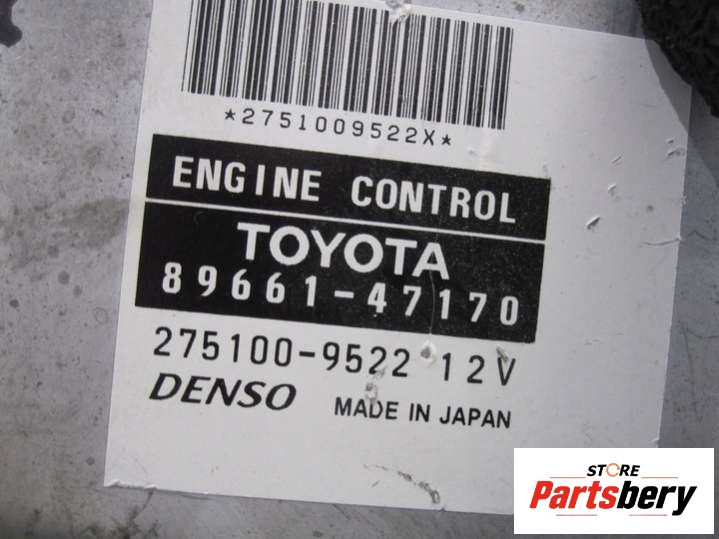 *2751009522X*
ENGINE CONTROL
TOYOTA
89661-47170
275100-9522 12V
DENSO MADE IN JAPAN
STORE
Partsbery